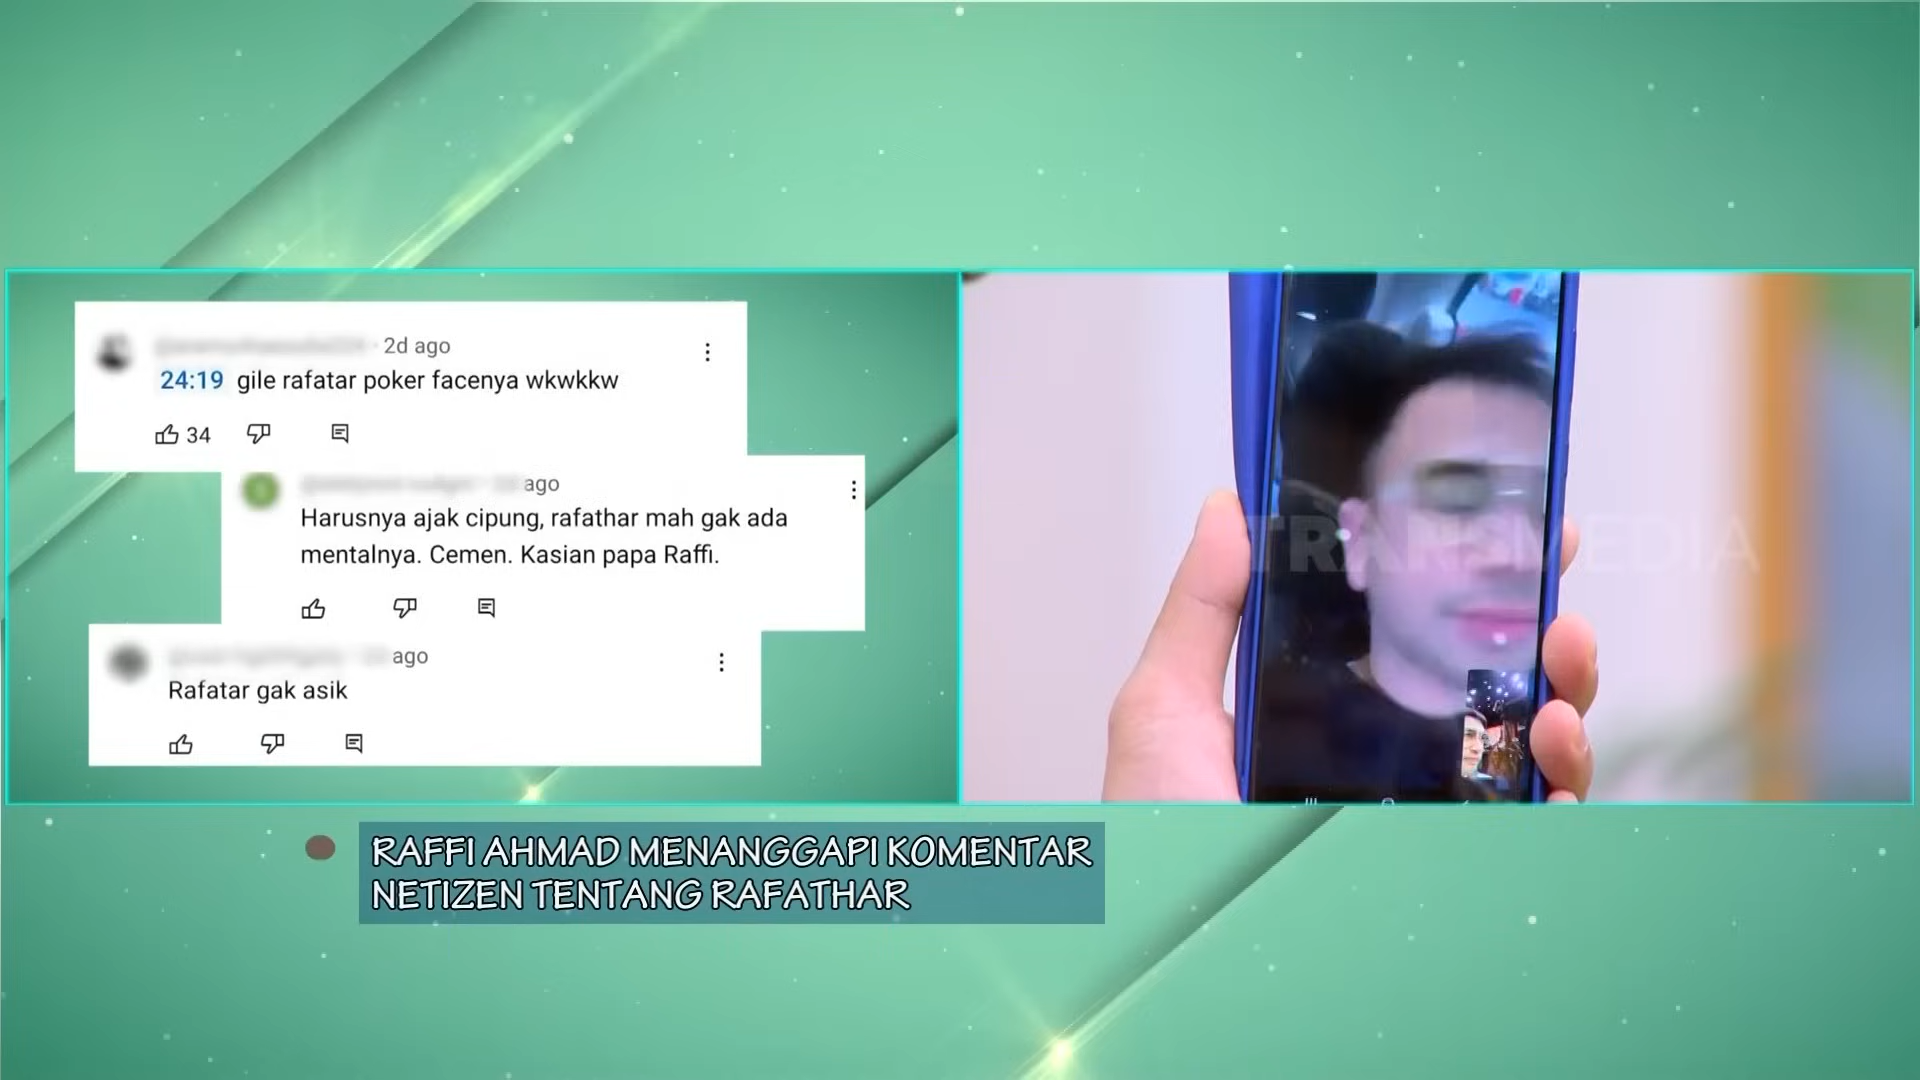 2d ago
24:19 gile rafatar poker facenya wkwkkw
34
ago
Harusnya ajak cipung, rafathar mah gak ada
mentalnya. Cemen. Kasian papa Raffi.
ago
Rafatar gak asik
TRANSMEDIA
RAFFI AHMAD MENANGGAPI KOMENTAR
NETIZEN TENTANG RAFATHAR